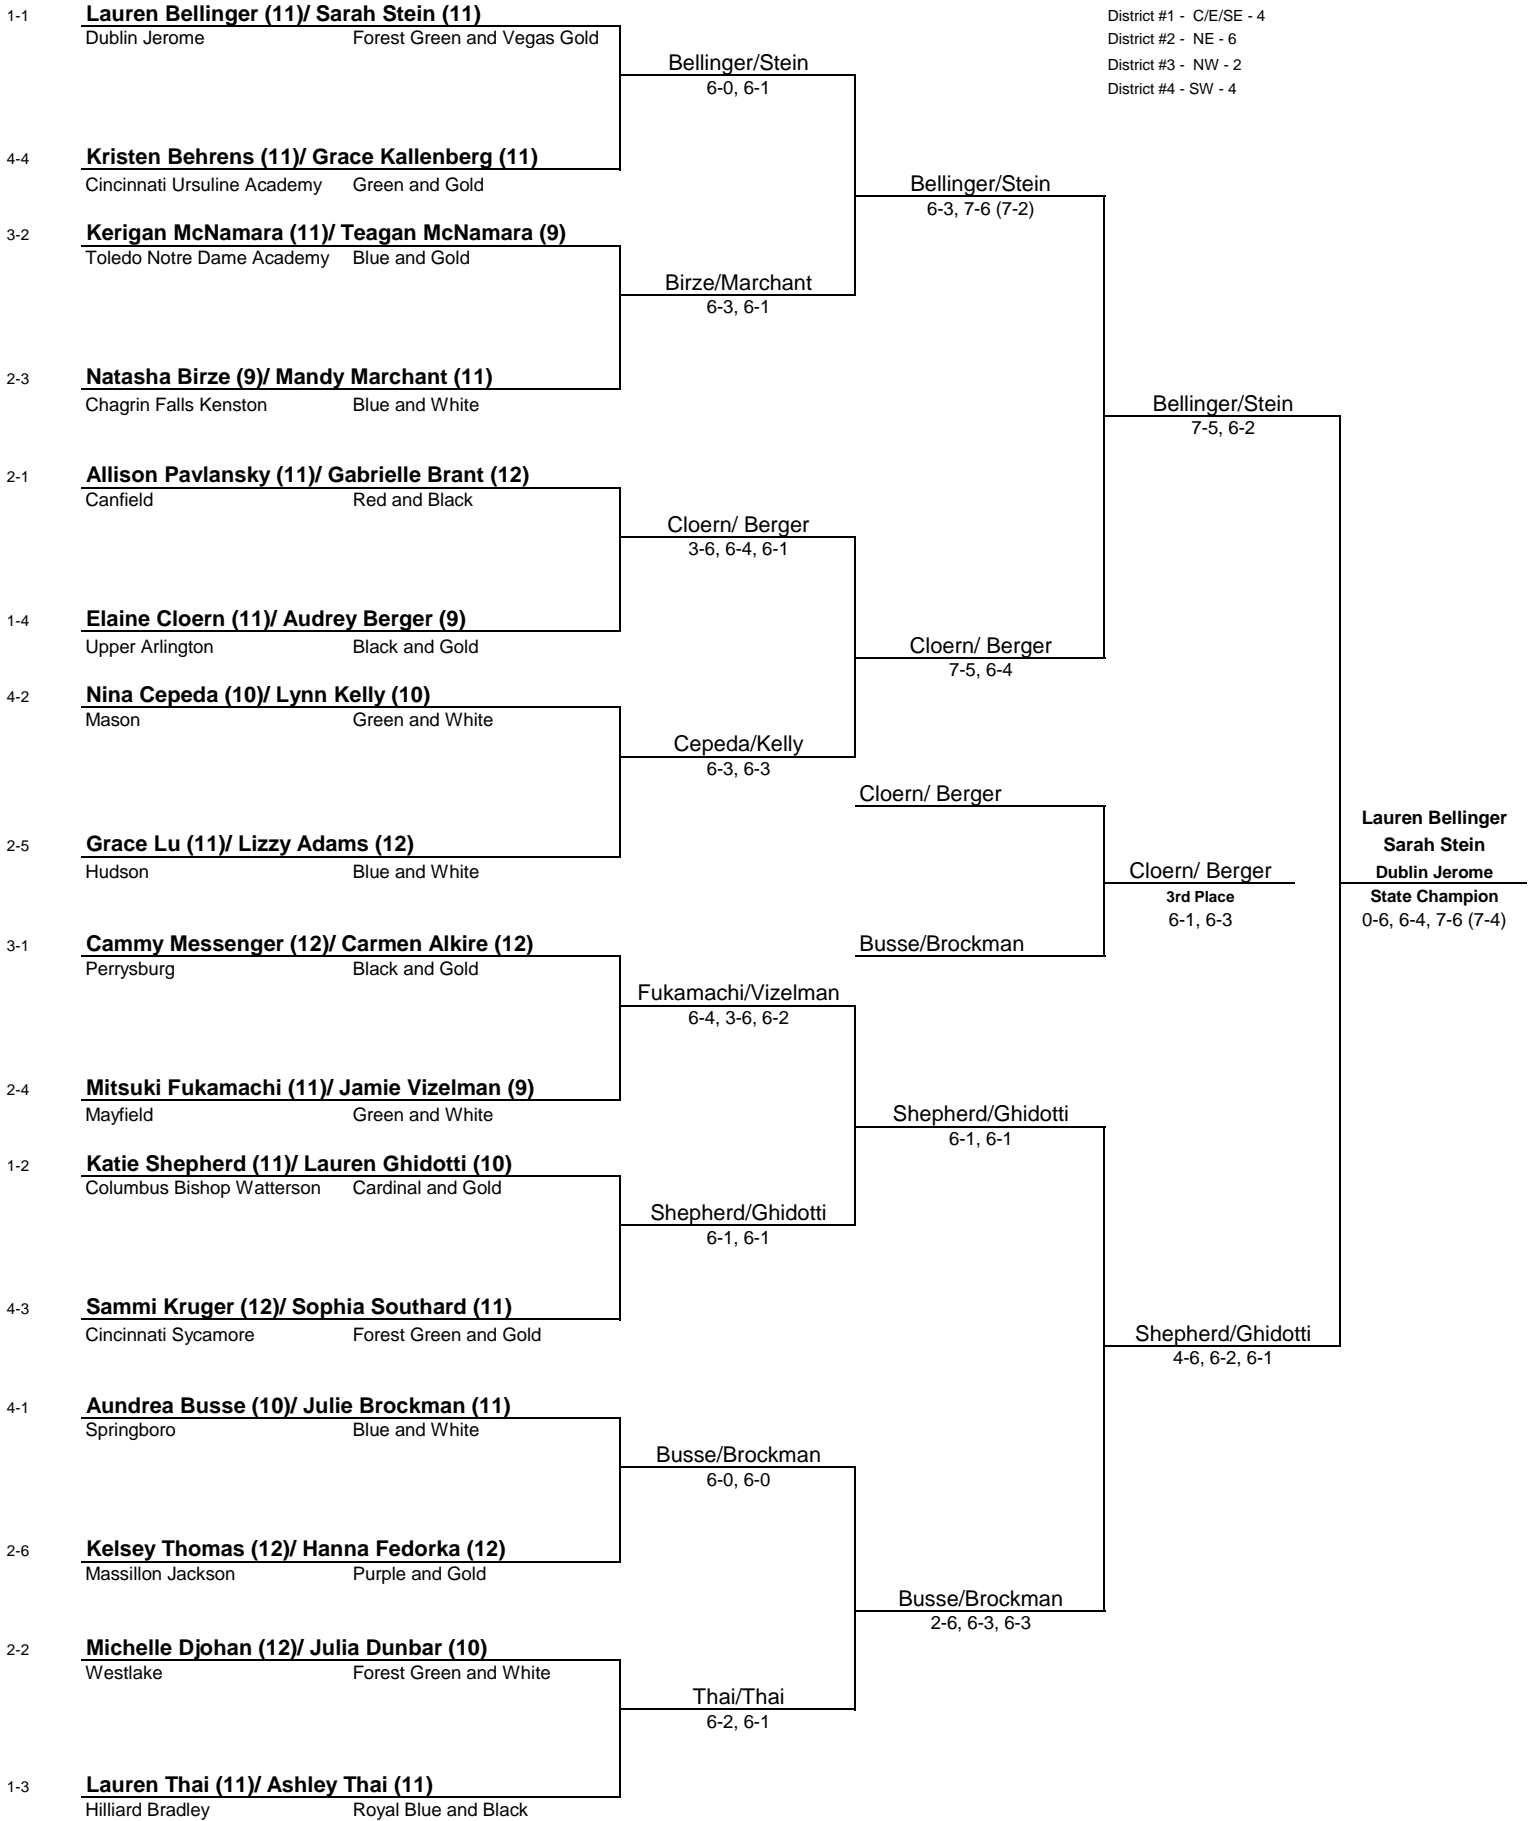 1-1 Lauren Bellinger (11)/ Sarah Stein (11)
Dublin Jerome Forest Green and Vegas Gold
District #1 - C/E/SE - 4
District #2 - NE - 6
District #3 - NW - 2
District #4 - SW - 4
Bellinger/Stein
6-0, 6-1
4-4 Kristen Behrens (11)/ Grace Kallenberg (11)
Cincinnati Ursuline Academy Green and Gold
Bellinger/Stein
6-3, 7-6 (7-2)
3-2 Kerigan McNamara (11)/ Teagan McNamara (9)
Toledo Notre Dame Academy Blue and Gold
Birze/Marchant
6-3, 6-1
2-3 Natasha Birze (9)/ Mandy Marchant (11)
Chagrin Falls Kenston Blue and White
Bellinger/Stein
7-5, 6-2
2-1 Allison Pavlansky (11)/ Gabrielle Brant (12)
Canfield Red and Black
Cloern/ Berger
3-6, 6-4, 6-1
1-4 Elaine Cloern (11)/ Audrey Berger (9)
Upper Arlington Black and Gold
Cloern/ Berger
7-5, 6-4
4-2 Nina Cepeda (10)/ Lynn Kelly (10)
Mason Green and White
Cepeda/Kelly
6-3, 6-3
Cloern/ Berger
Lauren Bellinger
Sarah Stein
Dublin Jerome
State Champion
0-6, 6-4, 7-6 (7-4)
2-5 Grace Lu (11)/ Lizzy Adams (12)
Hudson Blue and White
Cloern/ Berger
3rd Place
6-1, 6-3
3-1 Cammy Messenger (12)/ Carmen Alkire (12)
Perrysburg Black and Gold
Busse/Brockman
Fukamachi/Vizelman
6-4, 3-6, 6-2
2-4 Mitsuki Fukamachi (11)/ Jamie Vizelman (9)
Mayfield Green and White
Shepherd/Ghidotti
6-1, 6-1
1-2 Katie Shepherd (11)/ Lauren Ghidotti (10)
Columbus Bishop Watterson Cardinal and Gold
Shepherd/Ghidotti
6-1, 6-1
4-3 Sammi Kruger (12)/ Sophia Southard (11)
Cincinnati Sycamore Forest Green and Gold
Shepherd/Ghidotti
4-6, 6-2, 6-1
4-1 Aundrea Busse (10)/ Julie Brockman (11)
Springboro Blue and White
Busse/Brockman
6-0, 6-0
2-6 Kelsey Thomas (12)/ Hanna Fedorka (12)
Massillon Jackson Purple and Gold
Busse/Brockman
2-6, 6-3, 6-3
2-2 Michelle Djohan (12)/ Julia Dunbar (10)
Westlake Forest Green and White
Thai/Thai
6-2, 6-1
1-3 Lauren Thai (11)/ Ashley Thai (11)
Hilliard Bradley Royal Blue and Black